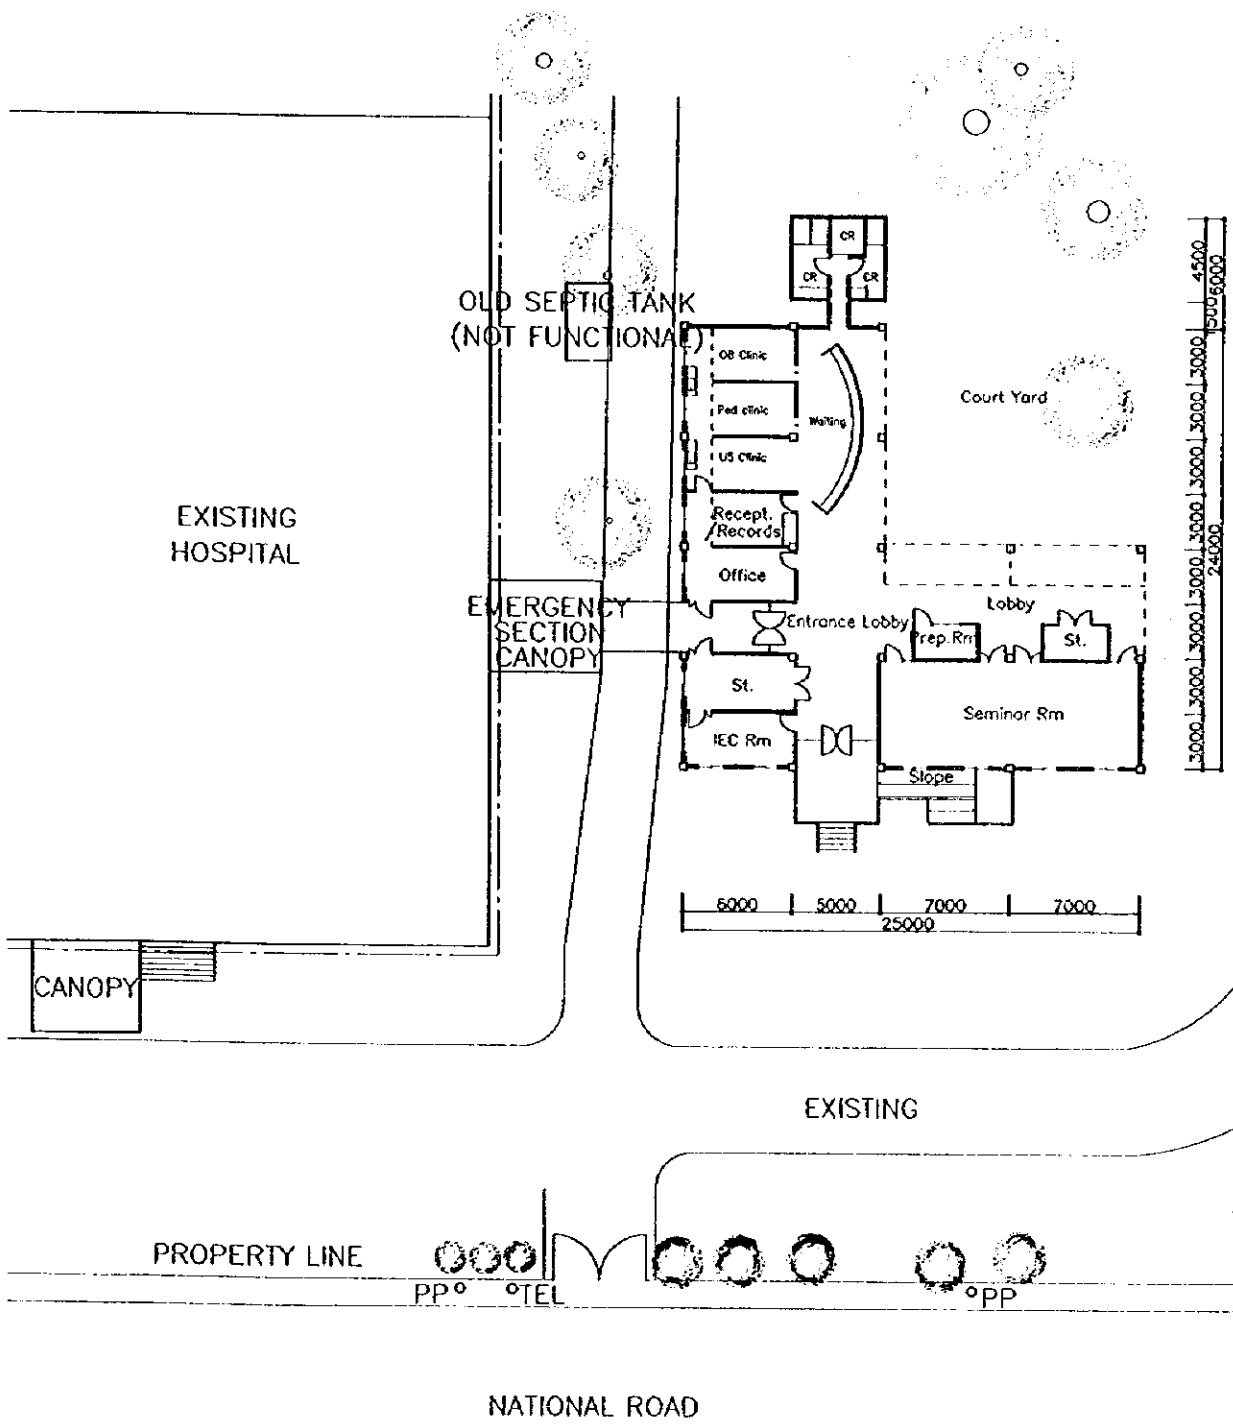 CR
CR
CR
OLD SEPTIC TANK
(NOT FUNCTIONAL)
OB Clinic
Ped clinic
US Clinic
Waiting
Court Yard
Recept.
Records
Office
EXISTING
HOSPITAL
EMERGENCY
SECTION
CANOPY
Entrance Lobby
Lobby
Prep.Rm
St.
St.
IEC Rm
Seminar Rm
Slope
4500
1500
6000
3000
3000
3000
3000
3000
3000
3000
3000
24000
6000
5000
7000
7000
25000
CANOPY
EXISTING
PROPERTY LINE
PP
TEL
PP
NATIONAL ROAD